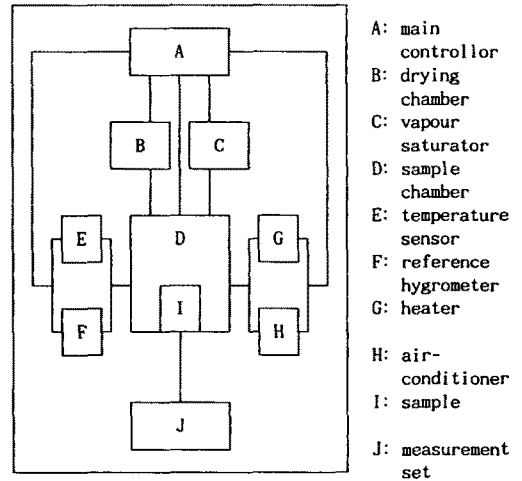 A
B
C
D
E
G
I
F
H
J
A: main
controllor
B: drying
chamber
C: vapour
saturator
D: sample
chamber
E: temperature
sensor
F: reference
hygrometer
G: heater
H: air-
conditioner
I: sample
J: measurement
set